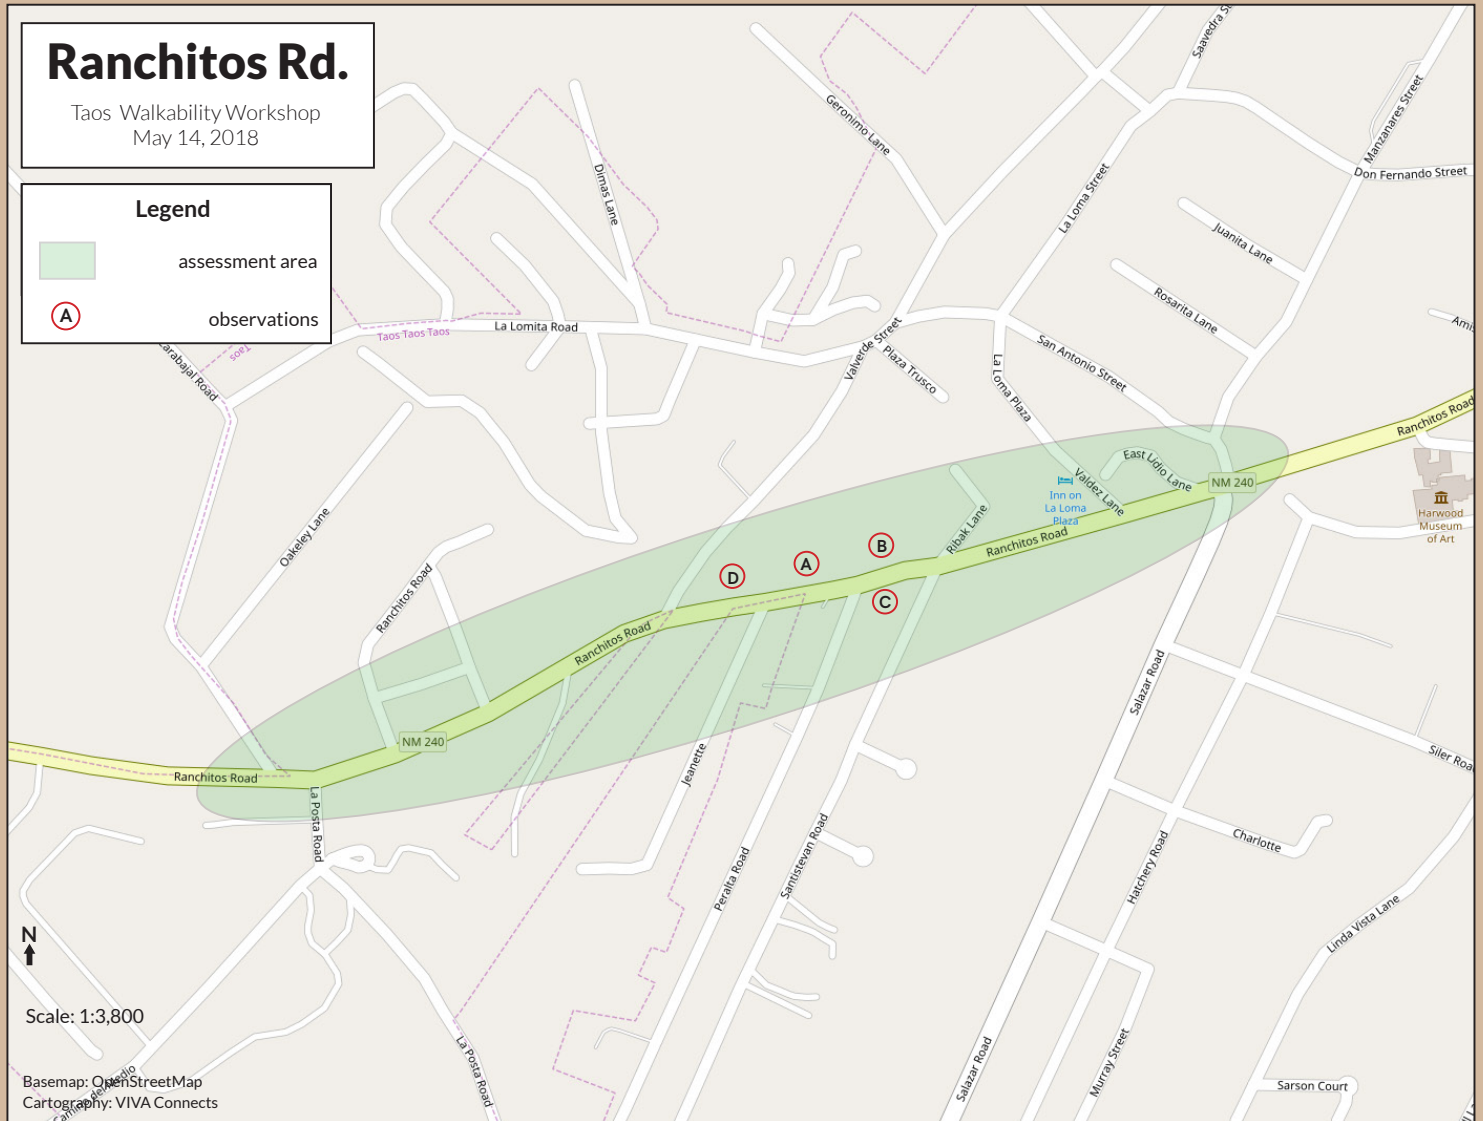 Ranchitos Rd.
Taos Walkability Workshop
May 14, 2018
Legend
assessment area
A
observations
Saavedra
Geronimo Lane
Manzanares Street
Don Fernando Street
La Loma Street
Dimas Lane
Juanita Lane
Rosarita Lane
Taos Taos Taos
La Lomita Road
Taos
Valverde Street
Plaza Trusco
La Loma Plaza
San Antonio Street
Ranchitos Road
East Lidio Lane
Valdez Lane
NM 240
Inn on
La Loma
Plaza
Harwood
Museum
of Art
Oakeley Lane
Ribak Lane
Ranchitos Road
B
A
D
C
Ranchitos Road
Ranchitos Road
NM 240
Ranchitos Road
La Posta Road
Jeanette
Salazar Road
Siler Road
Peralta Road
Santistevan Road
Charlotte
Hatchery Road
Linda Vista Lane
N
Scale: 1:3,800
La Posta Road
Salazar Road
Murray Street
Sarson Court
Camino del Medio
Basemap: OpenStreetMap
Cartography: VIVA Connects